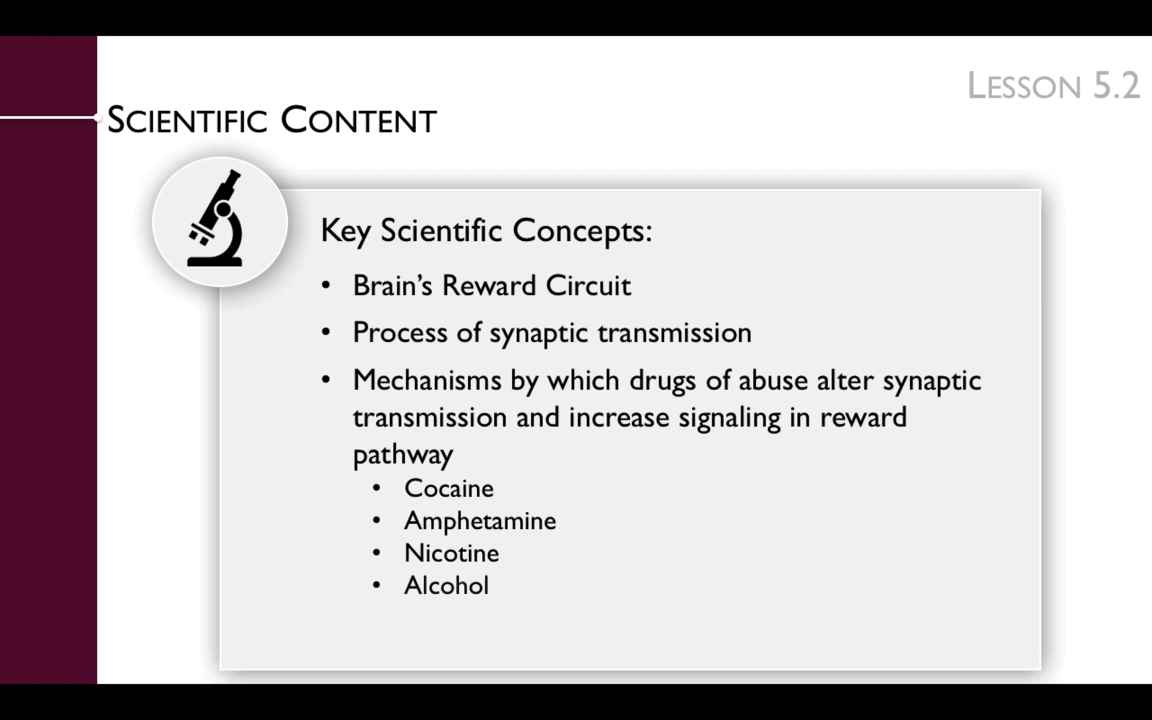 LESSON 5.2
SCIENTIFIC CONTENT
Key Scientific Concepts:
• Brain’s Reward Circuit
• Process of synaptic transmission
• Mechanisms by which drugs of abuse alter synaptic
transmission and increase signaling in reward
pathway
• Cocaine
• Amphetamine
• Nicotine
• Alcohol